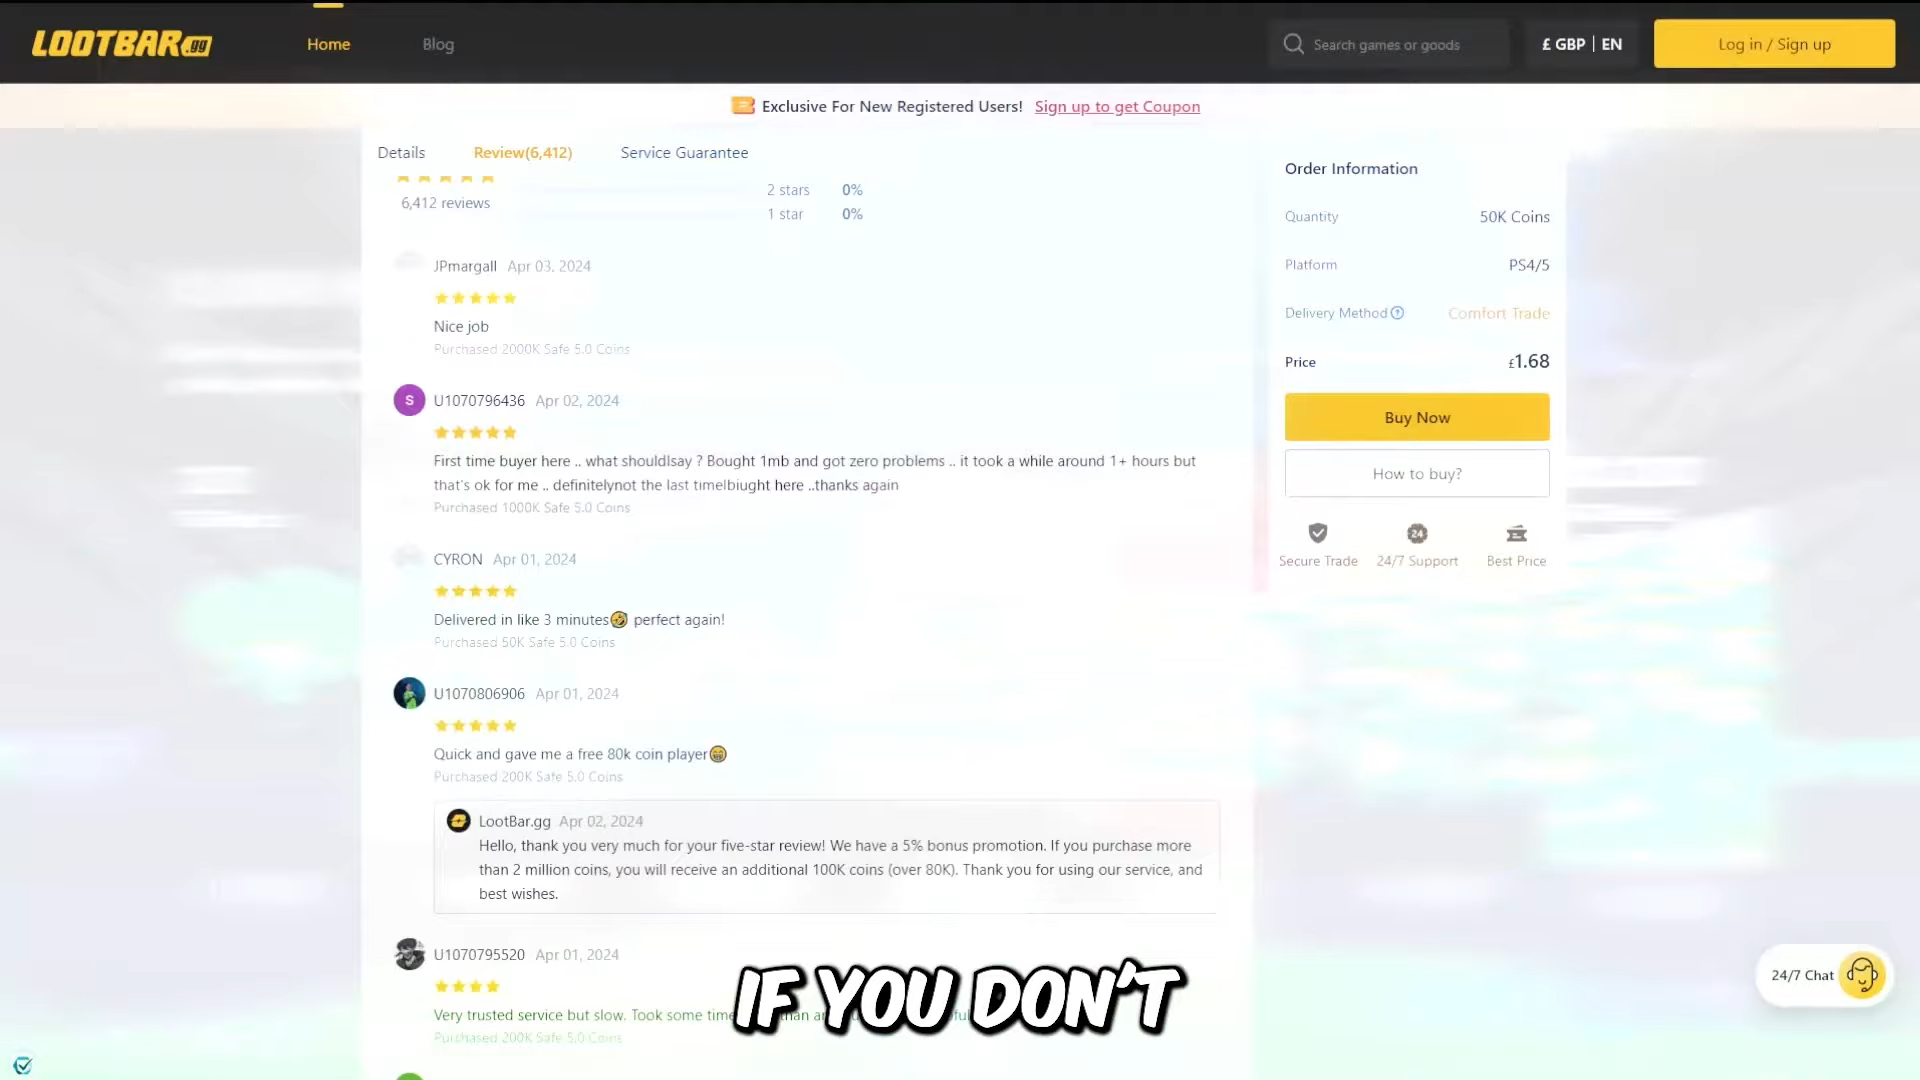 LOOTBAR.gg
Home
Blog
Search games or goods
£ GBP | EN
Log in / Sign up
Exclusive For New Registered Users! Sign up to get Coupon
Details
Review(6,412)
Service Guarantee
6,412 reviews
2 stars 0%
1 star 0%
JPmargall Apr 03, 2024
Nice job
Purchased 2000K Safe 5.0 Coins
S
U1070796436 Apr 02, 2024
First time buyer here .. what shouldIsay ? Bought 1mb and got zero problems .. it took a while around 1+ hours but
that's ok for me .. definitelynot the last timeIbiught here ..thanks again
Purchased 1000K Safe 5.0 Coins
CYRON Apr 01, 2024
Delivered in like 3 minutes🤣 perfect again!
Purchased 50K Safe 5.0 Coins
U1070806906 Apr 01, 2024
Quick and gave me a free 80k coin player😁
Purchased 200K Safe 5.0 Coins
LootBar.gg Apr 02, 2024
Hello, thank you very much for your five-star review! We have a 5% bonus promotion. If you purchase more
than 2 million coins, you will receive an additional 100K coins (over 80K). Thank you for using our service, and
best wishes.
U1070795520 Apr 01, 2024
Very trusted service but slow. Took some time
Purchased 200K Safe 5.0 Coins
Order Information
Quantity 50K Coins
Platform PS4/5
Delivery Method ? Comfort Trade
Price £1.68
Buy Now
How to buy?
24
Secure Trade
24/7 Support
Best Price
24/7 Chat
IF YOU DON'T